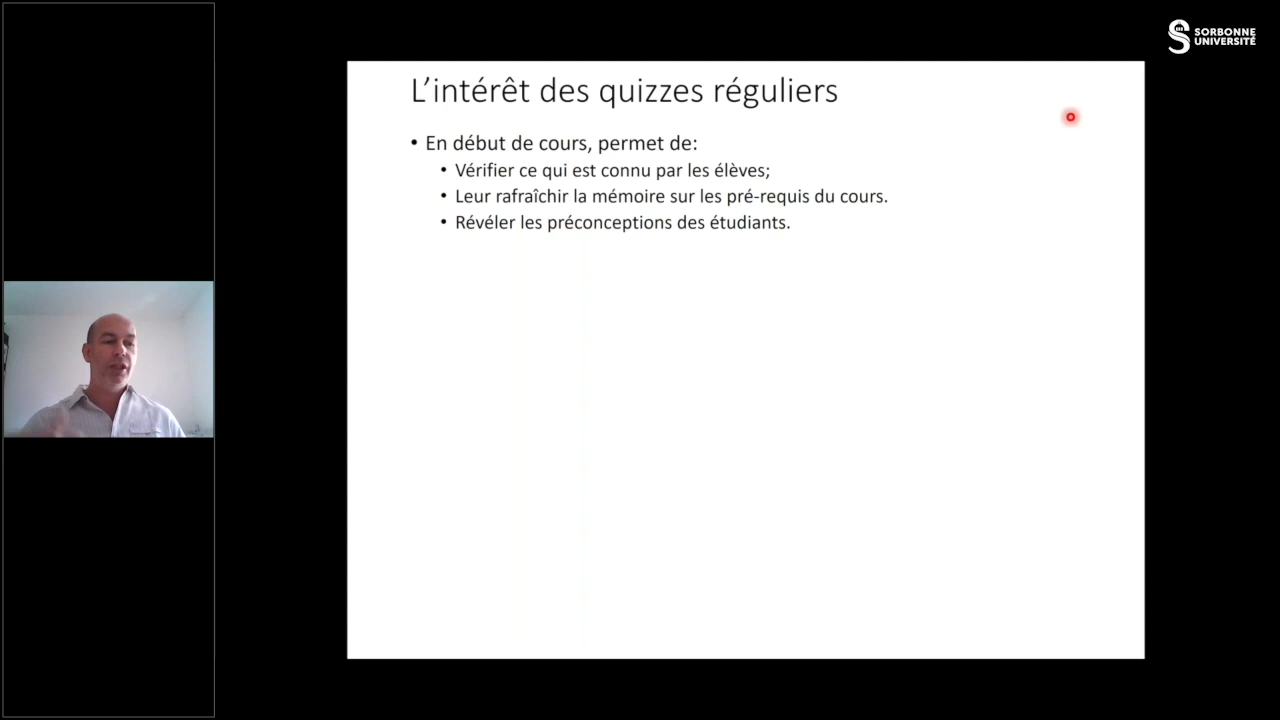 SORBONNE
UNIVERSITÉ
L’intérêt des quizzes réguliers
• En début de cours, permet de:
• Vérifier ce qui est connu par les élèves;
• Leur rafraîchir la mémoire sur les pré-requis du cours.
• Révéler les préconceptions des étudiants.